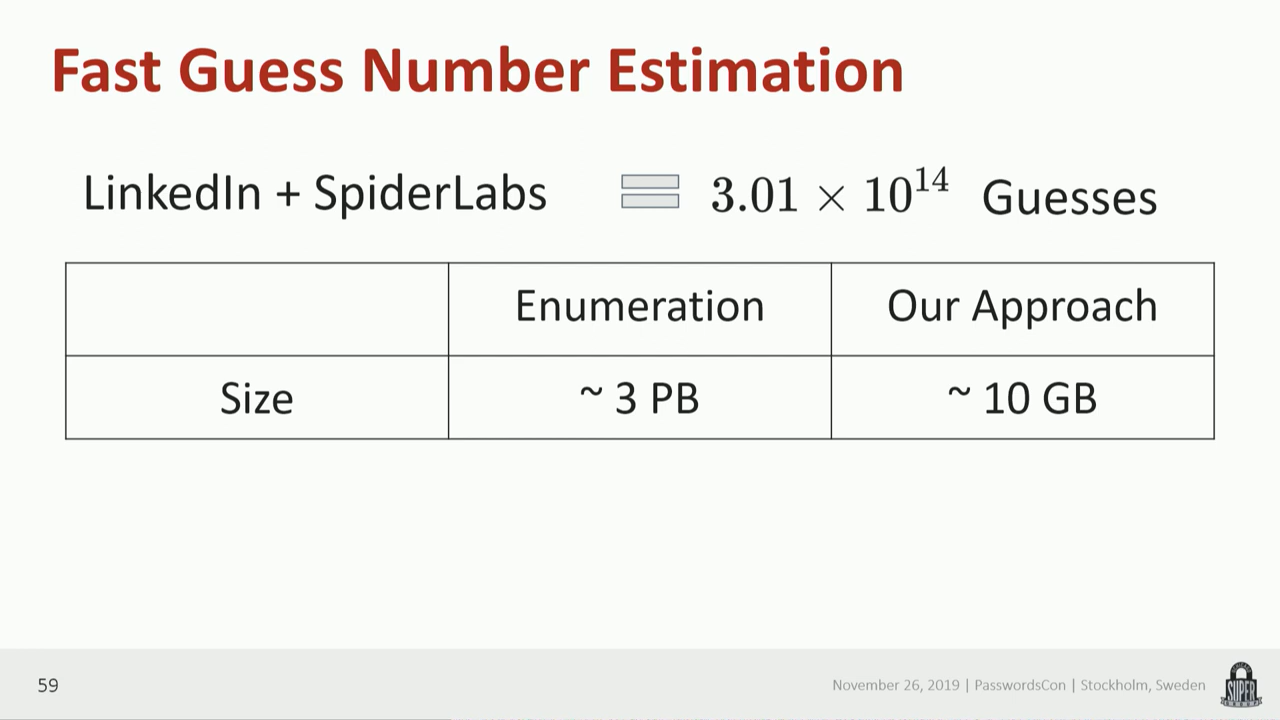 Fast Guess Number Estimation
LinkedIn + SpiderLabs = 3.01 × 10^14 Guesses
Enumeration Our Approach
Size ~ 3 PB ~ 10 GB
59 November 26, 2019 | PasswordsCon | Stockholm, Sweden
SUPER